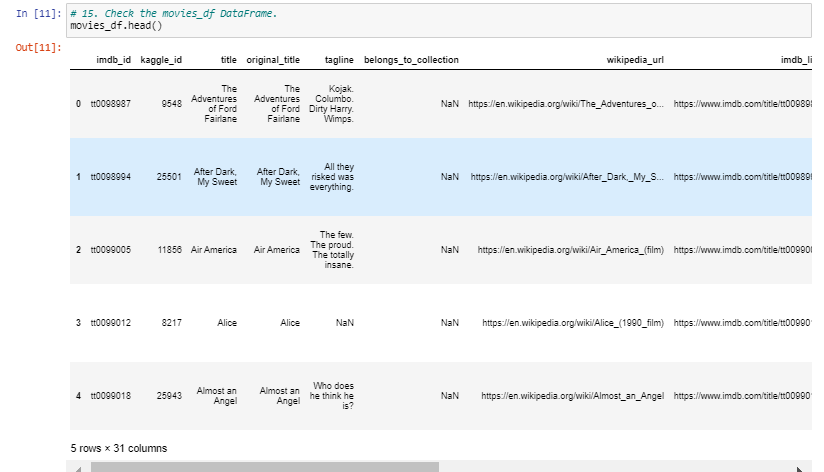 In [11]: # 15. Check the movies_df DataFrame.
movies_df.head()
Out[11]:
imdb_id kaggle_id title original_title tagline belongs_to_collection wikipedia_url imdb_li
0 tt0098987 9548 The Adventures of Ford Fairlane The Adventures of Ford Fairlane Kojak. Columbo. Dirty Harry. Wimps. NaN https://en.wikipedia.org/wiki/The_Adventures_o... https://www.imdb.com/title/tt00989
1 tt0098994 25501 After Dark, My Sweet After Dark, My Sweet All they risked was everything. NaN https://en.wikipedia.org/wiki/After_Dark,_My_S... https://www.imdb.com/title/tt00989
2 tt0099005 11856 Air America Air America The few. The proud. The totally insane. NaN https://en.wikipedia.org/wiki/Air_America_(film) https://www.imdb.com/title/tt00990
3 tt0099012 8217 Alice Alice NaN NaN https://en.wikipedia.org/wiki/Alice_(1990_film) https://www.imdb.com/title/tt00990
4 tt0099018 25943 Almost an Angel Almost an Angel Who does he think he is? NaN https://en.wikipedia.org/wiki/Almost_an_Angel https://www.imdb.com/title/tt00990
5 rows × 31 columns